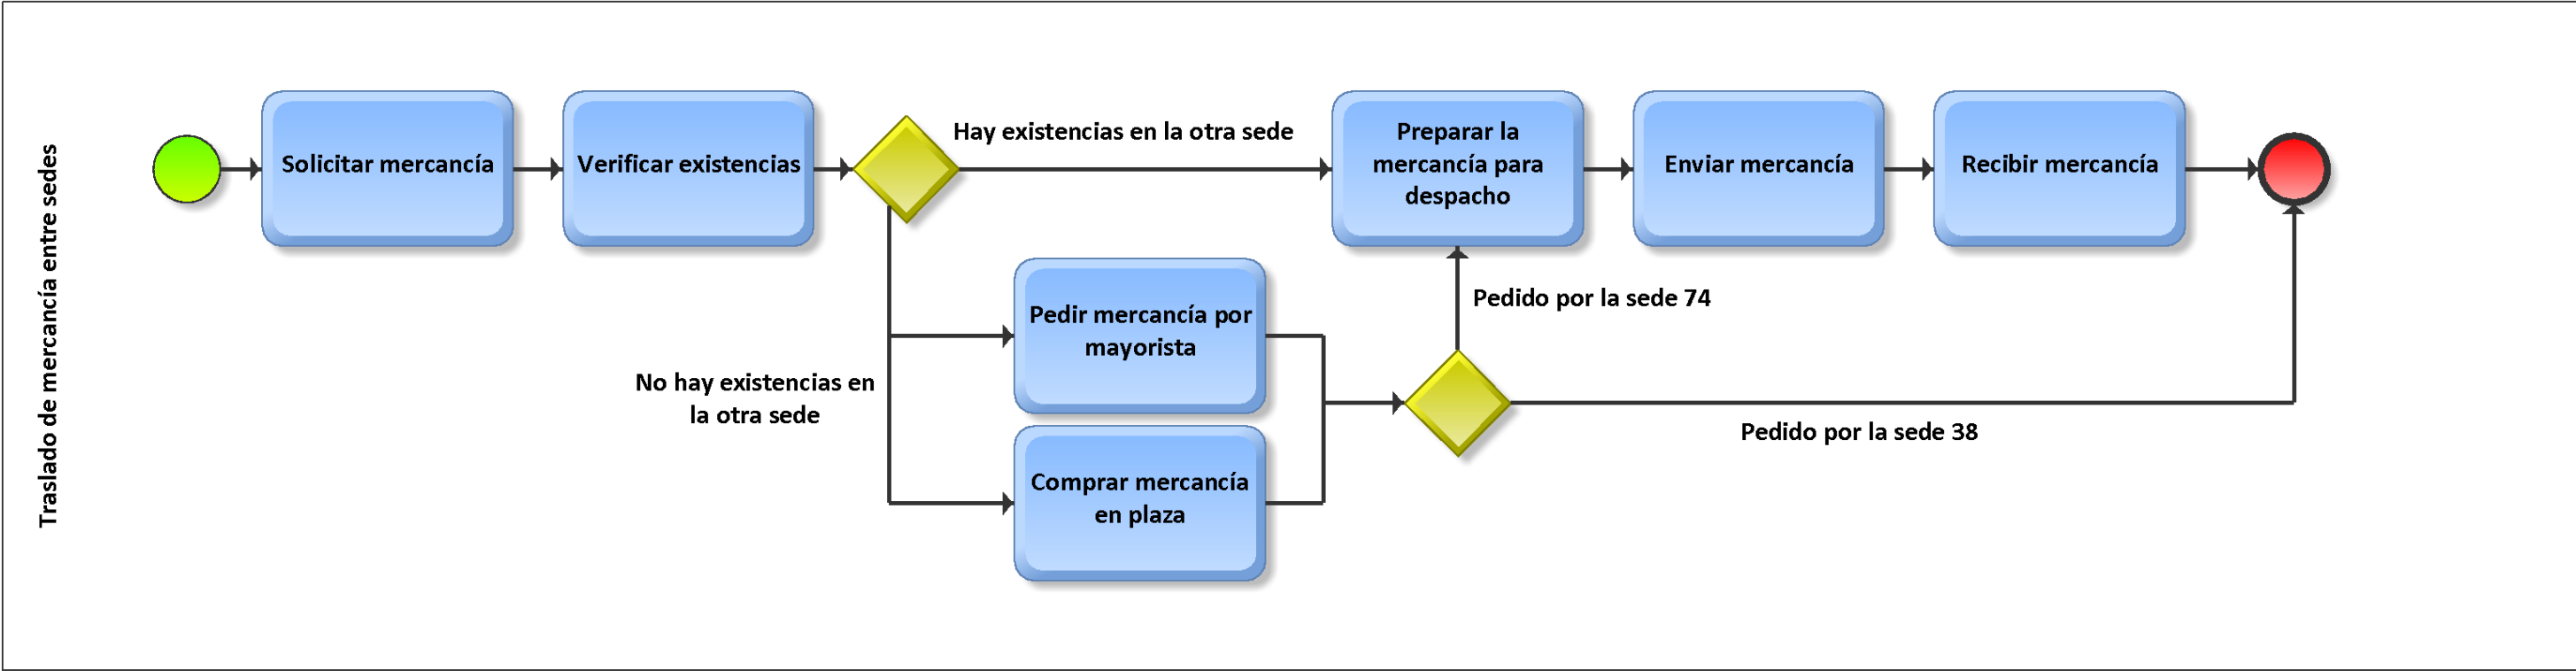 Traslado de mercancía entre sedes
Solicitar mercancía
Verificar existencias
Hay existencias en la otra sede
Preparar la
mercancía para
despacho
Enviar mercancía
Recibir mercancía
No hay existencias en
la otra sede
Pedir mercancía por
mayorista
Comprar mercancía
en plaza
Pedido por la sede 74
Pedido por la sede 38